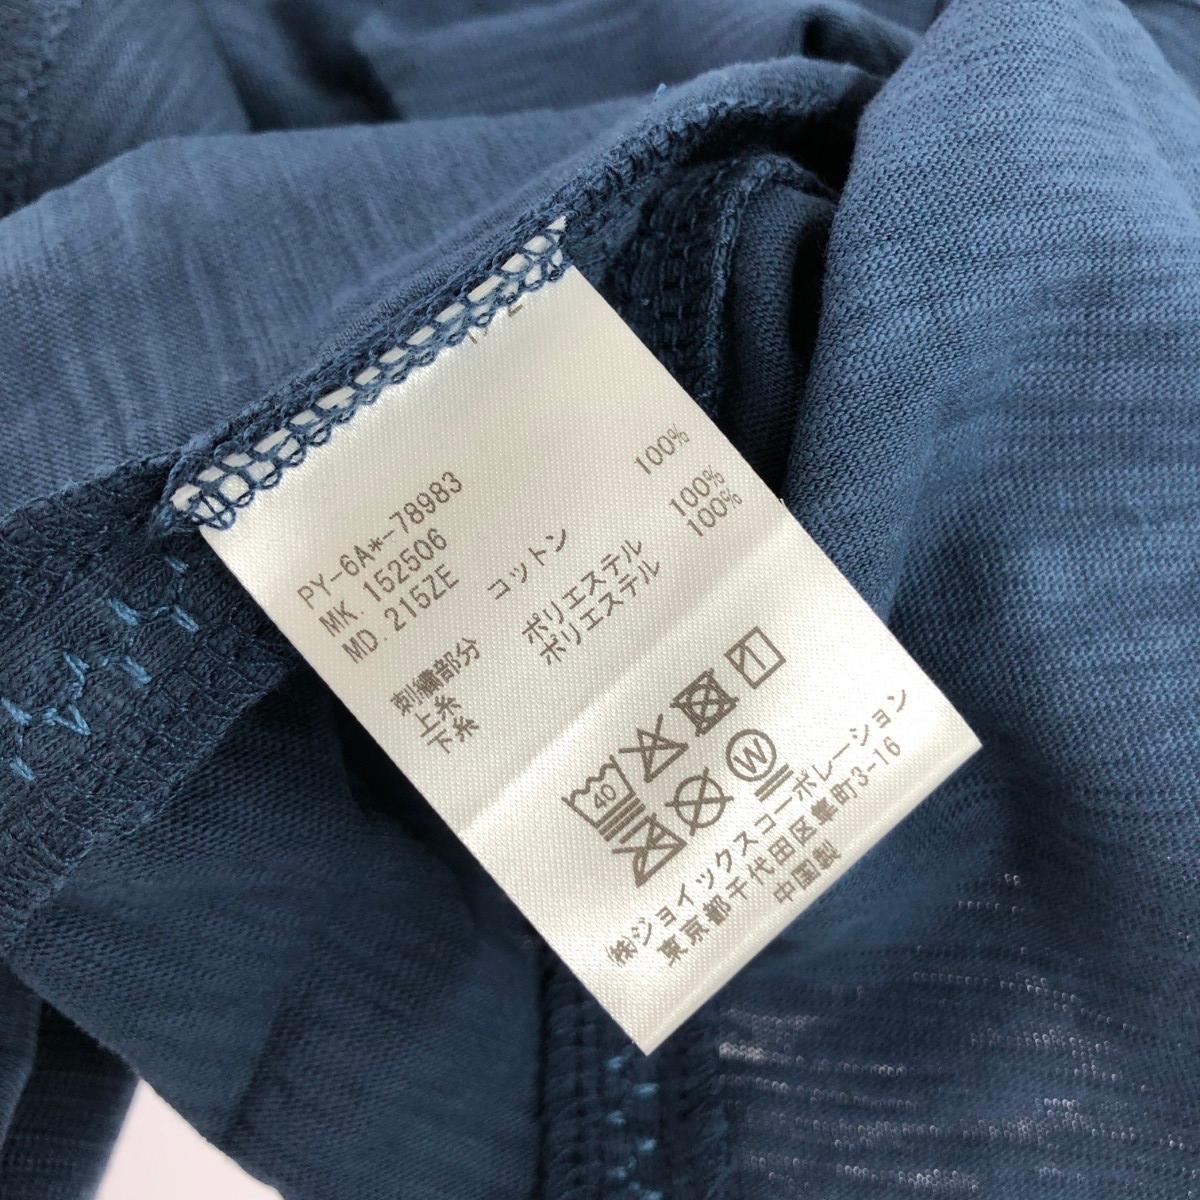 PY-6A*-78983
MK. 152506
MD. 215ZE
コットン 100%
刺繍部分
上糸 ポリエステル 100%
下糸 ポリエステル 100%
40
W
㈱ジョイックスコーポレーション
東京都千代田区隼町3-16
中国製